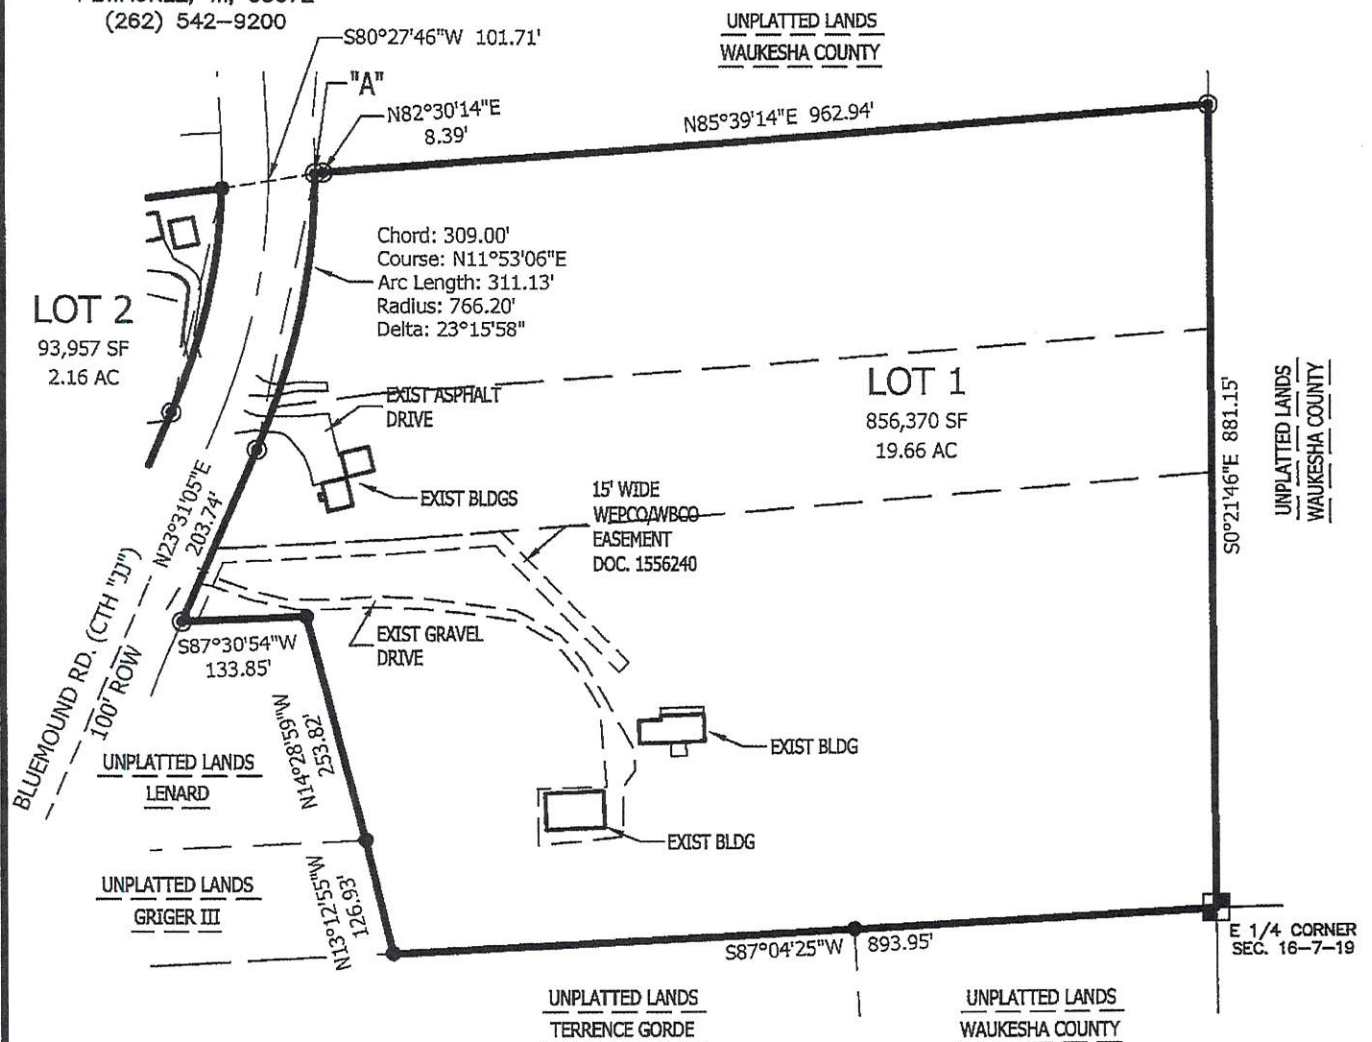 (262) 542-9200
S80°27'46"W 101.71'
"A"
N82°30'14"E
8.39'
UNPLATTED LANDS
WAUKESHA COUNTY
N85°39'14"E 962.94'
Chord: 309.00'
Course: N11°53'06"E
Arc Length: 311.13'
Radius: 766.20'
Delta: 23°15'58"
LOT 2
93,957 SF
2.16 AC
LOT 1
856,370 SF
19.66 AC
EXIST ASPHALT
DRIVE
EXIST BLDGS
15' WIDE
WEPCO/WBCO
EASEMENT
DOC. 1556240
S0°21'46"E 881.15'
UNPLATTED LANDS
WAUKESHA COUNTY
N23°31'05"E
203.74'
BLUEMOUND RD. (CTH "JJ")
100' ROW
S87°30'54"W
133.85'
EXIST GRAVEL
DRIVE
N14°28'59"W
253.82'
UNPLATTED LANDS
LENARD
EXIST BLDG
EXIST BLDG
UNPLATTED LANDS
GRIGER III
N13°12'55"W
126.93'
S87°04'25"W 893.95'
E 1/4 CORNER
SEC. 16-7-19
UNPLATTED LANDS
TERRENCE GORDE
UNPLATTED LANDS
WAUKESHA COUNTY